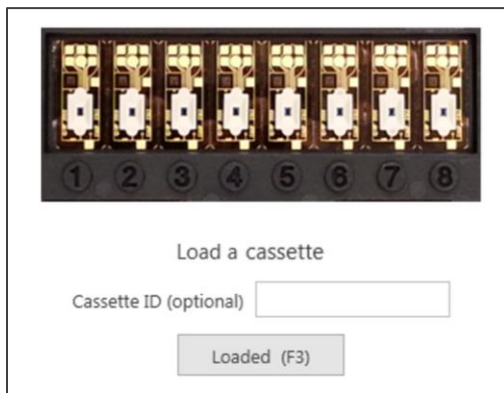 1 2 3 4 5 6 7 8
Load a cassette
Cassette ID (optional)
Loaded (F3)